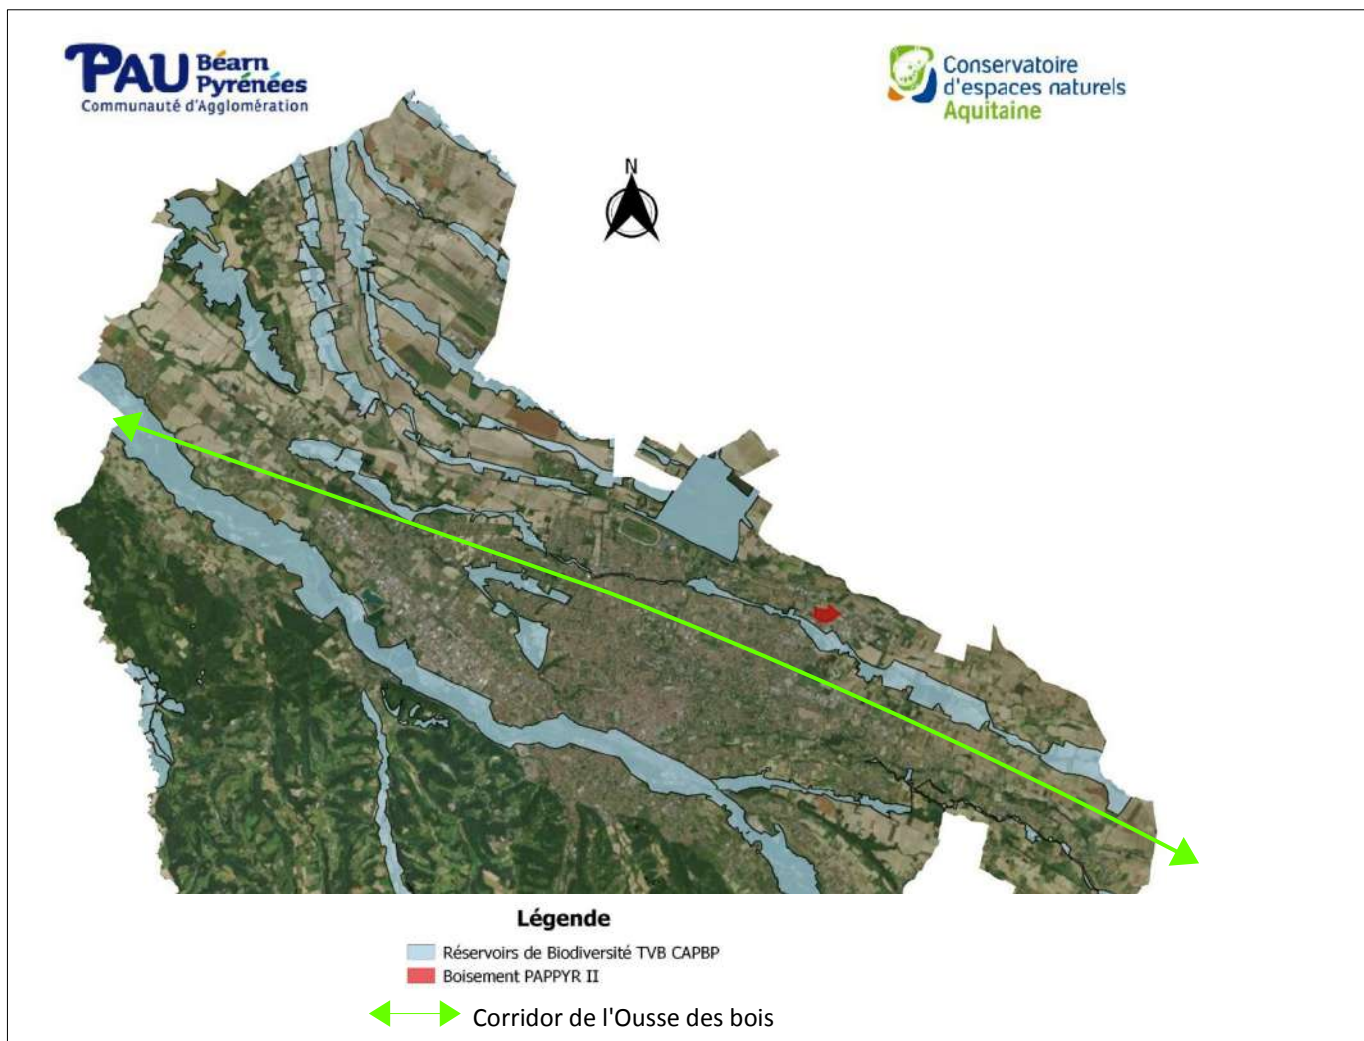 PAU Béarn
Pyrénées
Communauté d'Agglomération
Conservatoire
d'espaces naturels
Aquitaine
N
Légende
Réservoirs de Biodiversité TVB CAPBP
Boisement PAPPYR II
Corridor de l'Ousse des bois